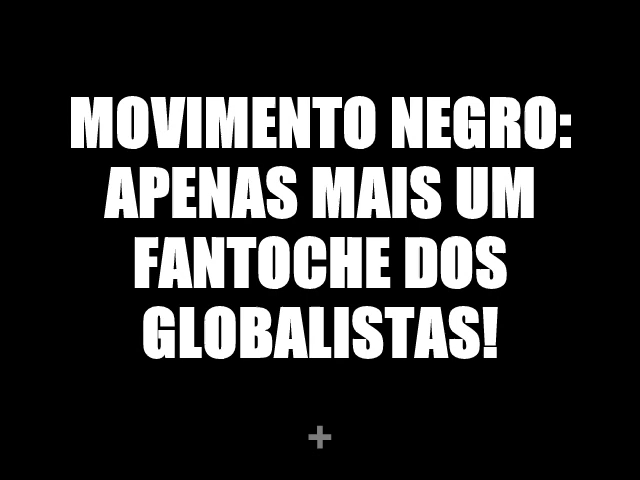 MOVIMENTO NEGRO:
APENAS MAIS UM
FANTOCHE DOS
GLOBALISTAS!
+